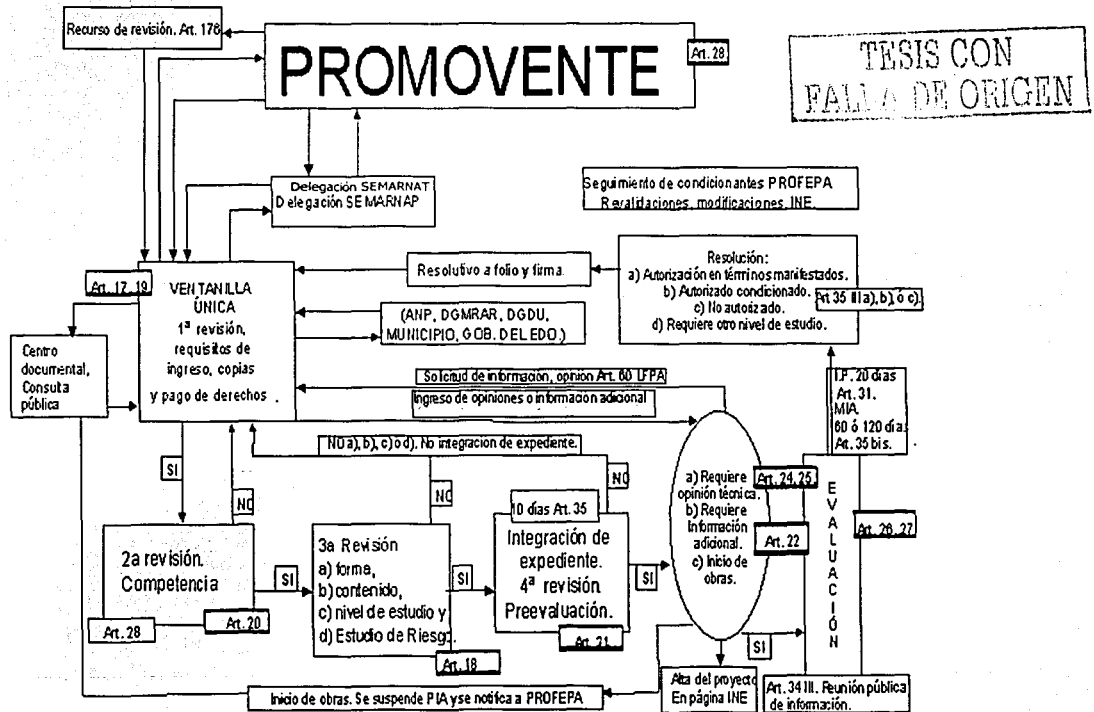 Recurso de revisión. Art. 176
PROMOVENTE
Art. 28
TESIS CON
FALLA DE ORIGEN
Delegación SEMARNAT
Delegación SEMARNAP
Seguimiento de condicionantes PROFEPA
Revalidaciones, modificaciones, INE.
Art. 17, 19
VENTANILLA
ÚNICA
1ª revisión,
requisitos de
ingreso, copias
y pago de derechos .
Resolutivo a folio y firma.
Resolución:
a) Autorización en términos manifestados.
b) Autorizado condicionado.
c) No autorizado.
d) Requiere otro nivel de estudio.
Art 35 III a), b), ó c).
(ANP, DGMRAR, DGDU,
MUNICIPIO, GOB. DEL EDO.)
Centro
documental,
Consulta
pública
Solicitud de información, opinión Art. 60 LFPA
Ingreso de opiniones o información adicional
I.P. 20 días
Art. 31.
MIA.
60 ó 120 día.
Art. 35 bis.
NO a), b), c) ó d). No integración de expediente.
SI
NO
NO
NO
2a revisión.
Competencia
Art. 28
Art. 20
SI
3a Revisión
a) forma,
b) contenido,
c) nivel de estudio y
d) Estudio de Riesgo.
Art. 18
SI
10 días Art. 35
Integración de
expediente.
4ª revisión.
Preevaluación.
Art. 21
SI
a) Requiere
opinión técnica.
b) Requiere
Información
adicional.
c) Inicio de
obras.
Art. 24, 25
Art. 22
EVALUACIÓN
Art. 26, 27
SI
Inicio de obras. Se suspende PIA y se notifica a PROFEPA
Alta del proyecto
En página INE
Art. 34 III. Reunión pública
de información.